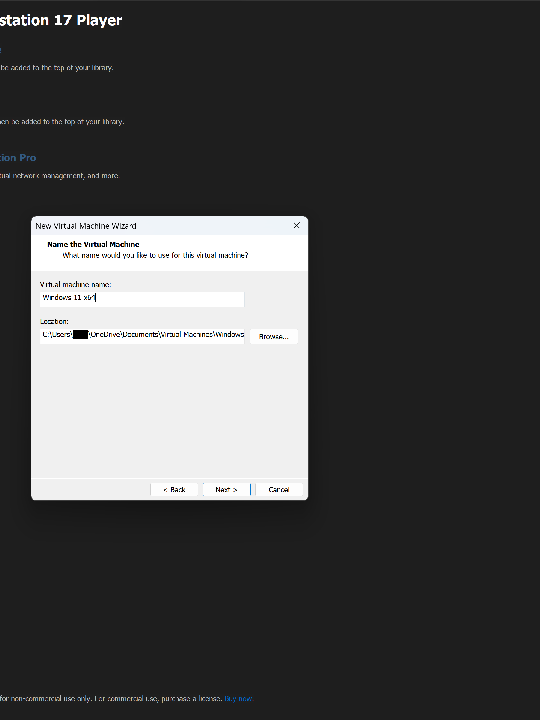 station 17 Player
be added to the top of your library.
en be added to the top of your library.
tion Pro
tual network management, and more.
New Virtual Machine Wizard
Name the Virtual Machine
What name would you like to use for this virtual machine?
Virtual machine name:
Windows 11 x64
Location:
C:\Users\ \OneDrive\Documents\Virtual Machines\Windows
Browse...
< Back Next > Cancel
for non-commercial use only. For commercial use, purchase a license. Buy now.